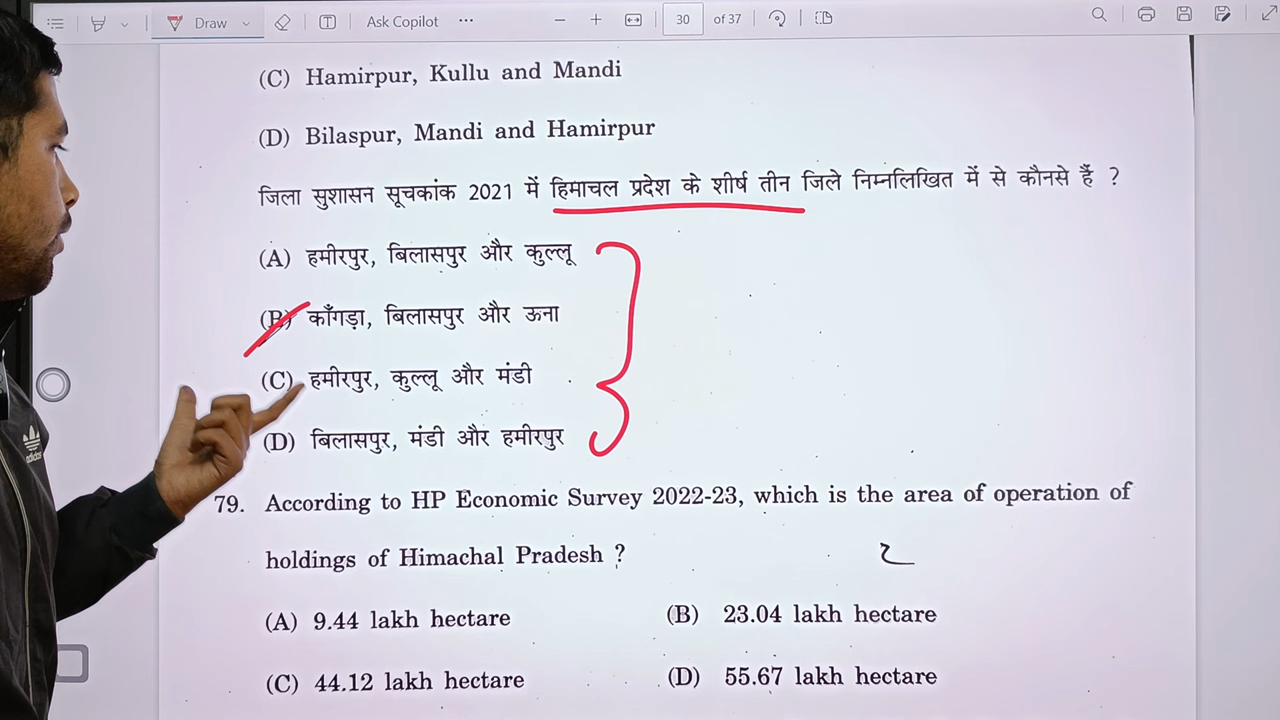 Draw
Ask Copilot
30 of 37
(C) Hamirpur, Kullu and Mandi
(D) Bilaspur, Mandi and Hamirpur
जिला सुशासन सूचकांक 2021 में हिमाचल प्रदेश के शीर्ष तीन जिले निम्नलिखित में से कौनसे हैं ?
(A) हमीरपुर, बिलासपुर और कुल्लू
(B) काँगड़ा, बिलासपुर और ऊना
(C) हमीरपुर, कुल्लू और मंडी
(D) बिलासपुर, मंडी और हमीरपुर
79. According to HP Economic Survey 2022-23, which is the area of operation of
holdings of Himachal Pradesh ?
(A) 9.44 lakh hectare (B) 23.04 lakh hectare
(C) 44.12 lakh hectare (D) 55.67 lakh hectare
adidas